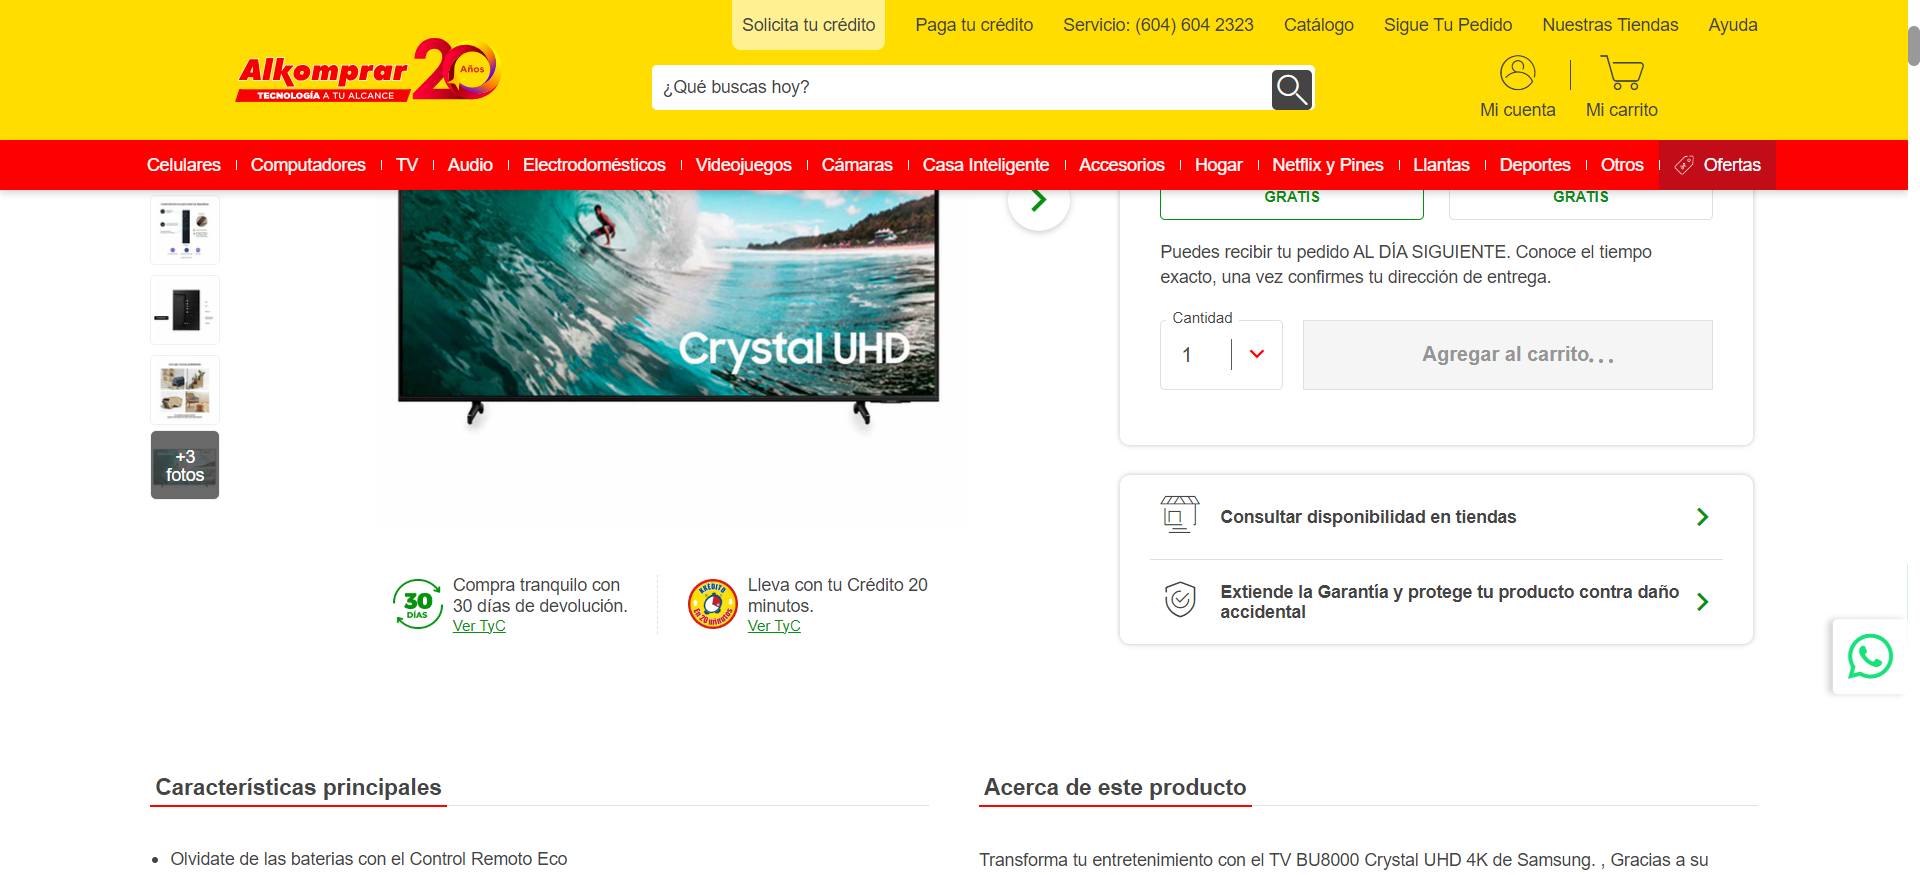 Solicita tu crédito
Paga tu crédito
Servicio: (604) 604 2323
Catálogo
Sigue Tu Pedido
Nuestras Tiendas
Ayuda
Alkomprar
TECNOLOGÍA A TU ALCANCE
20 Años
¿Qué buscas hoy?
Mi cuenta
Mi carrito
Celulares
Computadores
TV
Audio
Electrodomésticos
Videojuegos
Cámaras
Casa Inteligente
Accesorios
Hogar
Netflix y Pines
Llantas
Deportes
Otros
Ofertas
Crystal UHD
+3
fotos
GRATIS
GRATIS
Puedes recibir tu pedido AL DÍA SIGUIENTE. Conoce el tiempo
exacto, una vez confirmes tu dirección de entrega.
Cantidad
1
Agregar al carrito...
Consultar disponibilidad en tiendas
Extiende la Garantía y protege tu producto contra daño
accidental
30
DÍAS
Compra tranquilo con
30 días de devolución.
Ver TyC
KREDITO
En 20 minutos
Lleva con tu Crédito 20
minutos.
Ver TyC
Características principales
Olvidate de las baterias con el Control Remoto Eco
Acerca de este producto
Transforma tu entretenimiento con el TV BU8000 Crystal UHD 4K de Samsung. , Gracias a su